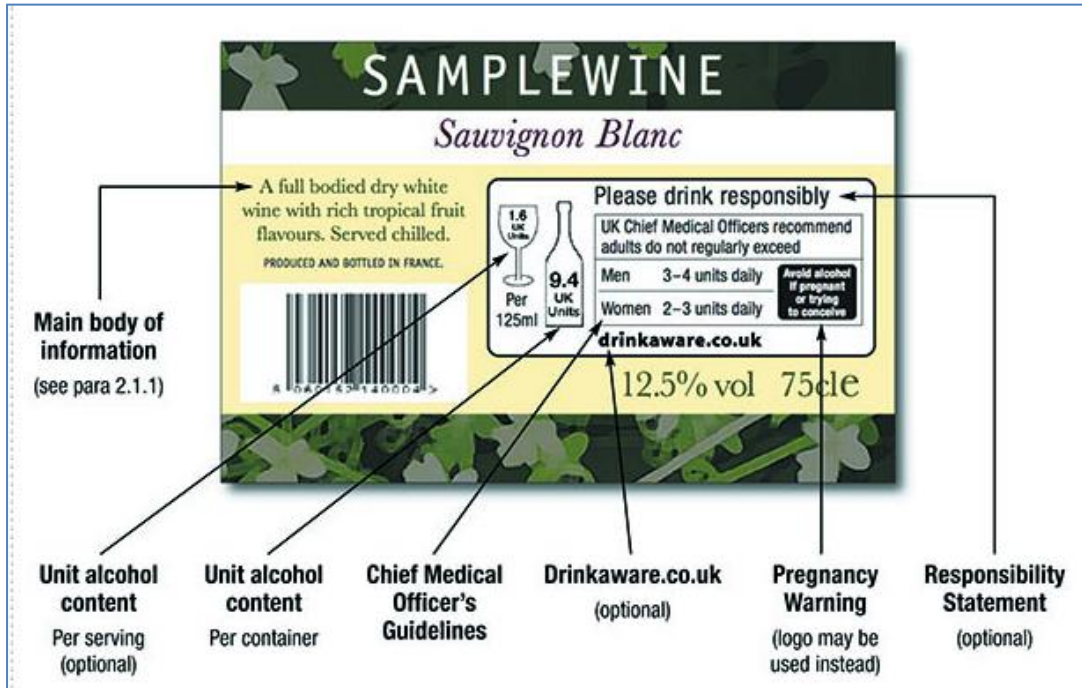 SAMPLEWINE
Sauvignon Blanc
A full bodied dry white
wine with rich tropical fruit
flavours. Served chilled.
PRODUCED AND BOTTLED IN FRANCE.
1.6
UK
Units
Per
125ml
9.4
UK
Units
Please drink responsibly
UK Chief Medical Officers recommend
adults do not regularly exceed
Men 3-4 units daily
Women 2-3 units daily
Avoid alcohol
if pregnant
or trying
to conceive
drinkaware.co.uk
12.5% vol 75cle
Main body of
information
(see para 2.1.1)
Unit alcohol
content
Per serving
(optional)
Unit alcohol
content
Per container
Chief Medical
Officer's
Guidelines
Drinkaware.co.uk
(optional)
Pregnancy
Warning
(logo may be
used instead)
Responsibility
Statement
(optional)